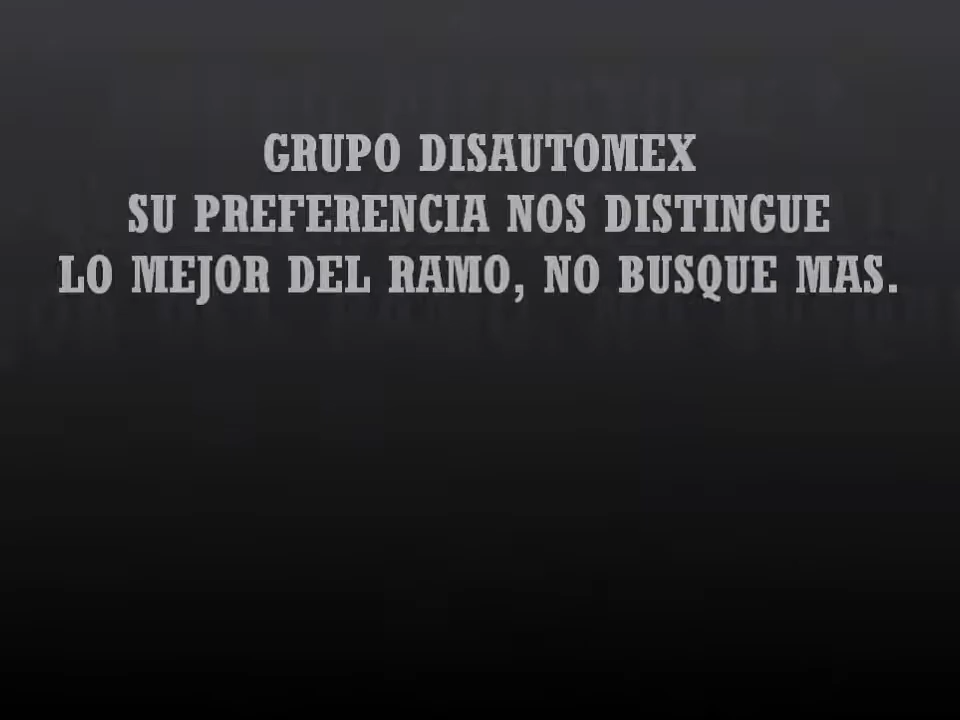 GRUPO DISAUTOMEX
SU PREFERENCIA NOS DISTINGUE
LO MEJOR DEL RAMO, NO BUSQUE MAS.